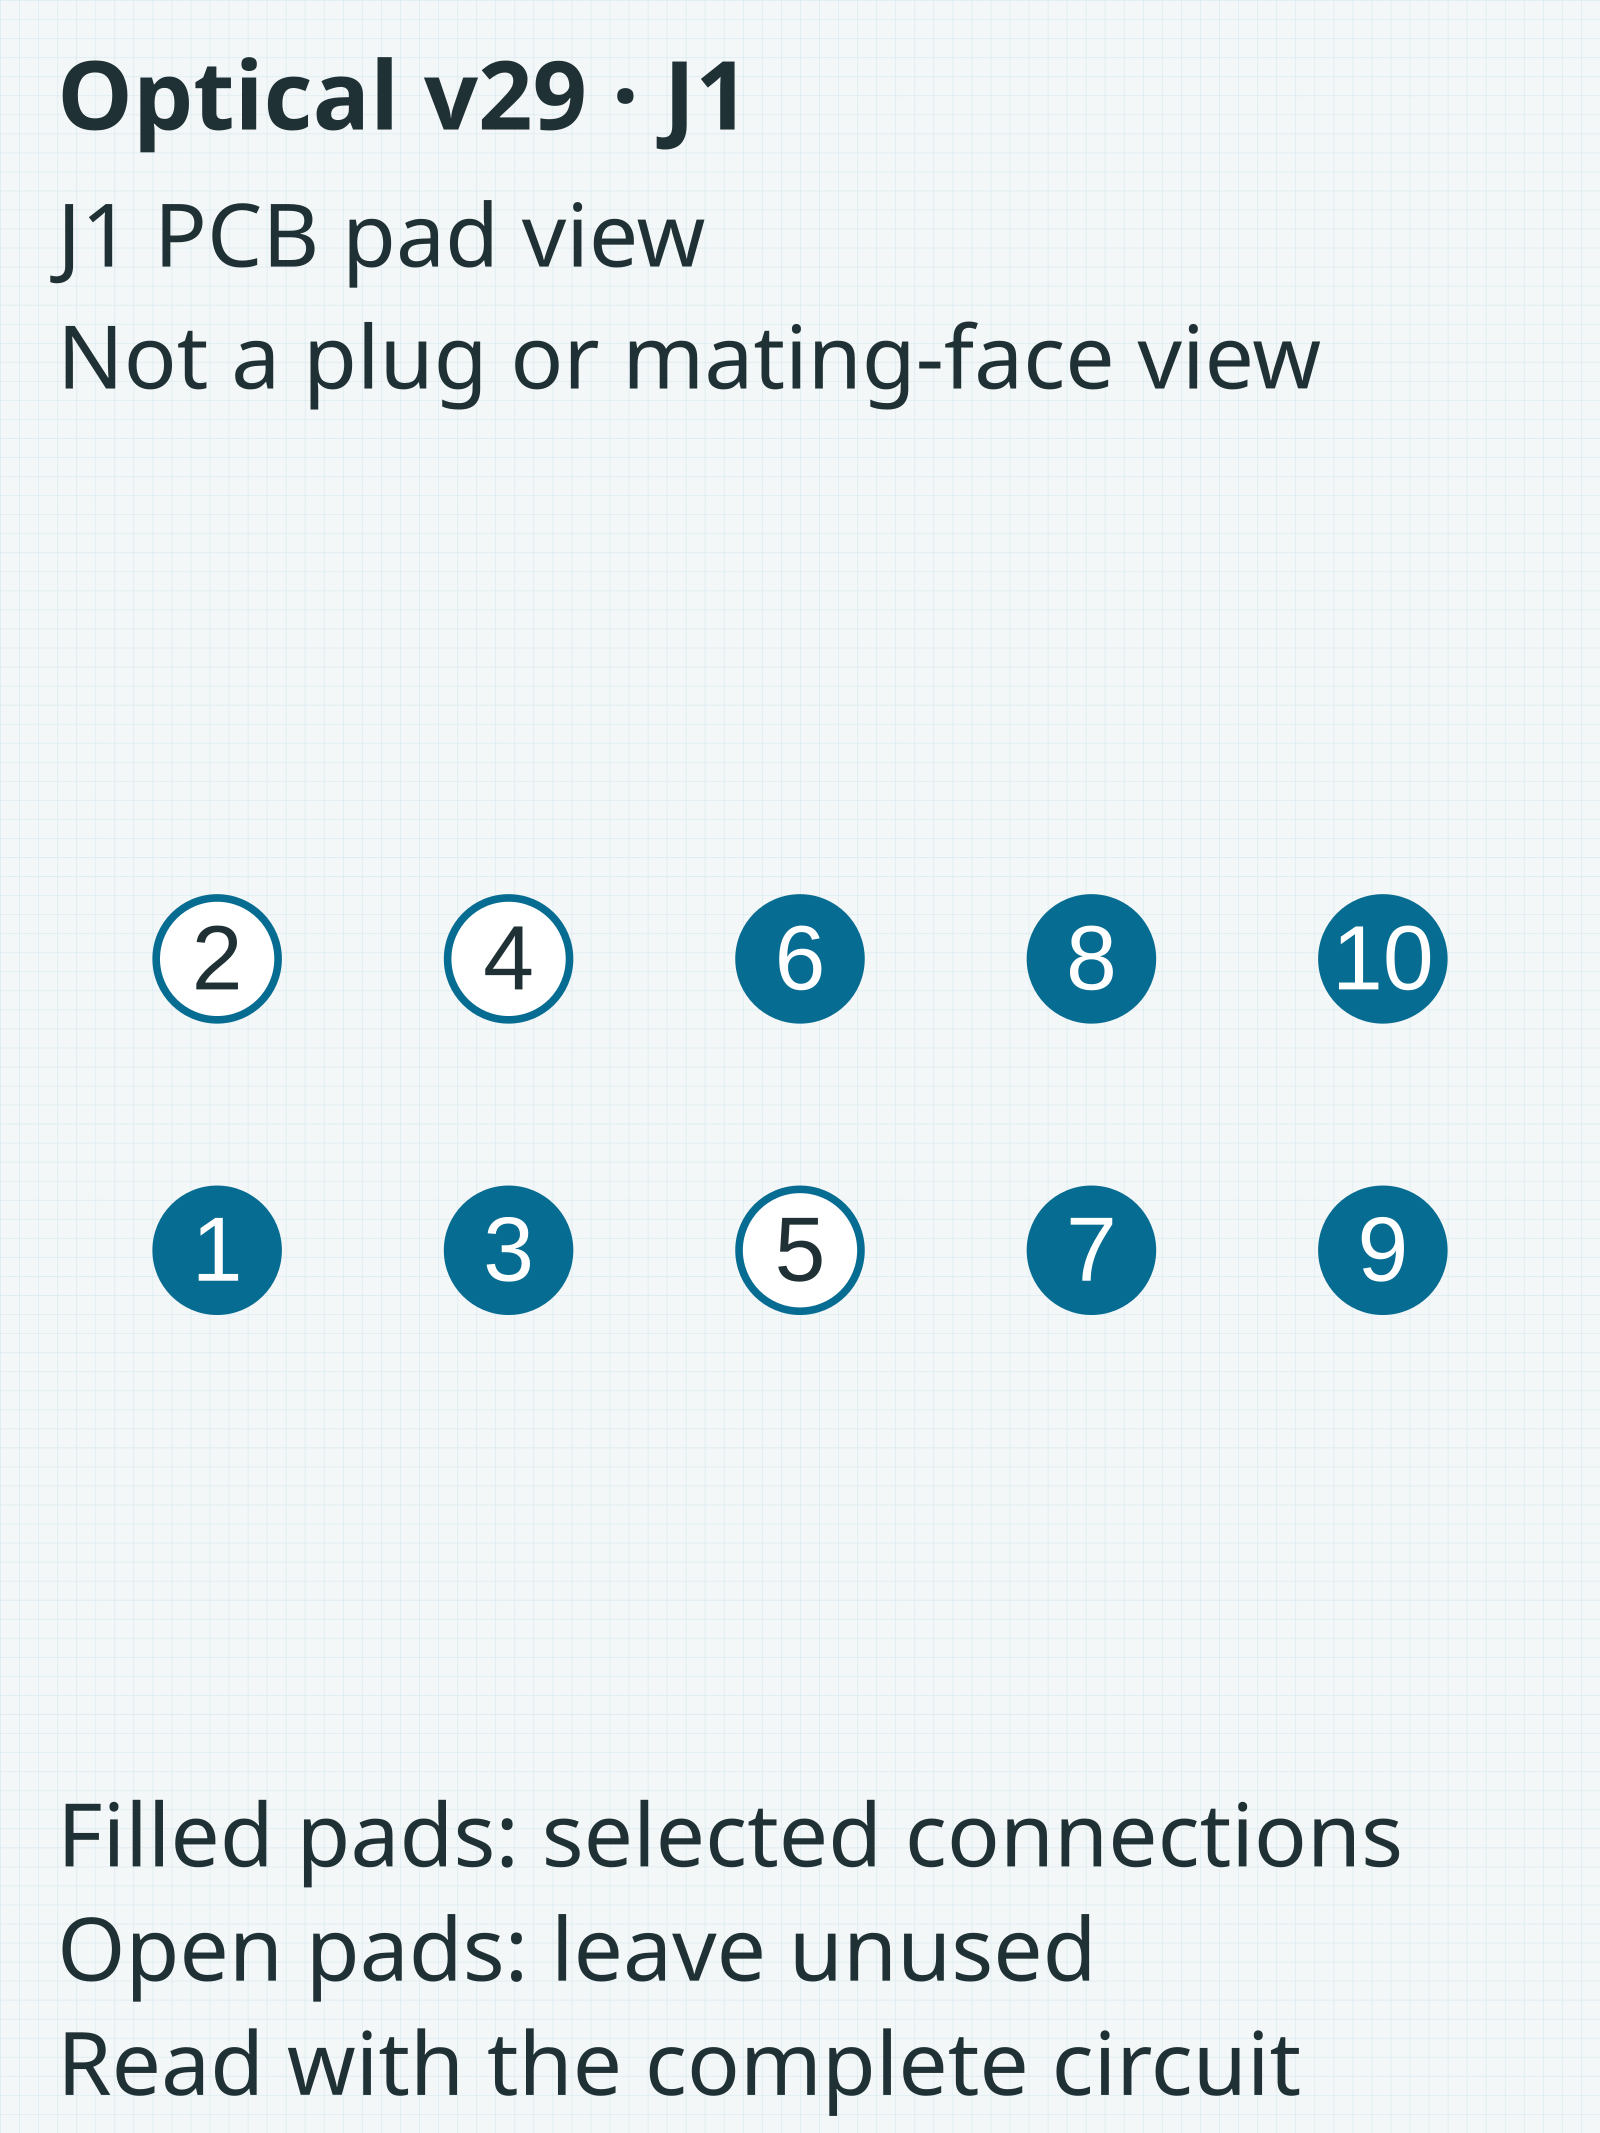 Optical v29 · J1
J1 PCB pad view
Not a plug or mating-face view
2 4 6 8 10
1 3 5 7 9
Filled pads: selected connections
Open pads: leave unused
Read with the complete circuit